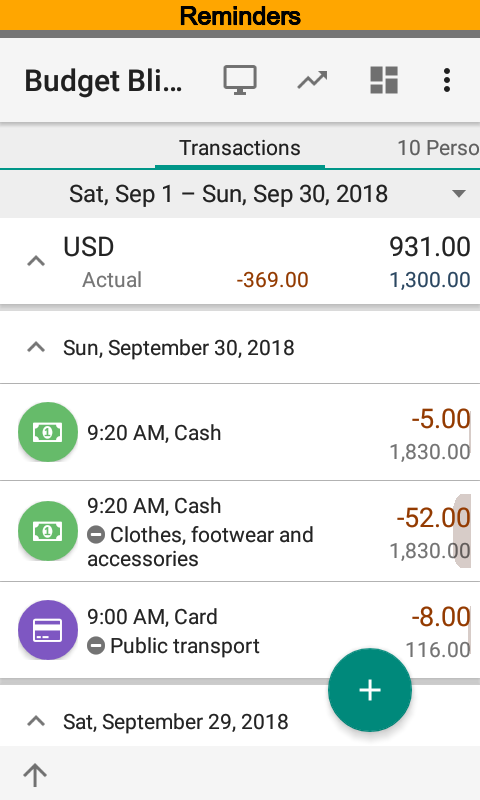 Reminders
Budget Bli...
Transactions
10 Perso
Sat, Sep 1 – Sun, Sep 30, 2018
USD
931.00
Actual
-369.00
1,300.00
Sun, September 30, 2018
9:20 AM, Cash
-5.00
1,830.00
9:20 AM, Cash
Clothes, footwear and
accessories
-52.00
1,830.00
9:00 AM, Card
Public transport
-8.00
116.00
Sat, September 29, 2018